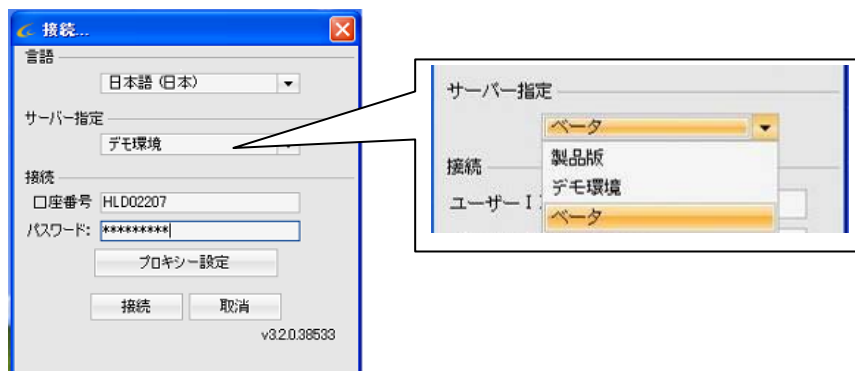 接続...
言語
日本語 (日本)
サーバー指定
デモ環境
接続
口座番号 HLD02207
パスワード: *********
プロキシー設定
接続 取消
v3.2.0.38533
サーバー指定
ベータ
製品版
接続
デモ環境
ユーザーI
ベータ